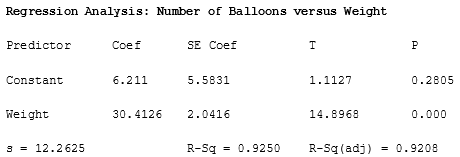 Regression Analysis: Number of Balloons versus Weight
Predictor Coef SE Coef T P
Constant 6.211 5.5831 1.1127 0.2805
Weight 30.4126 2.0416 14.8968 0.000
s = 12.2625 R-Sq = 0.9250 R-Sq(adj) = 0.9208